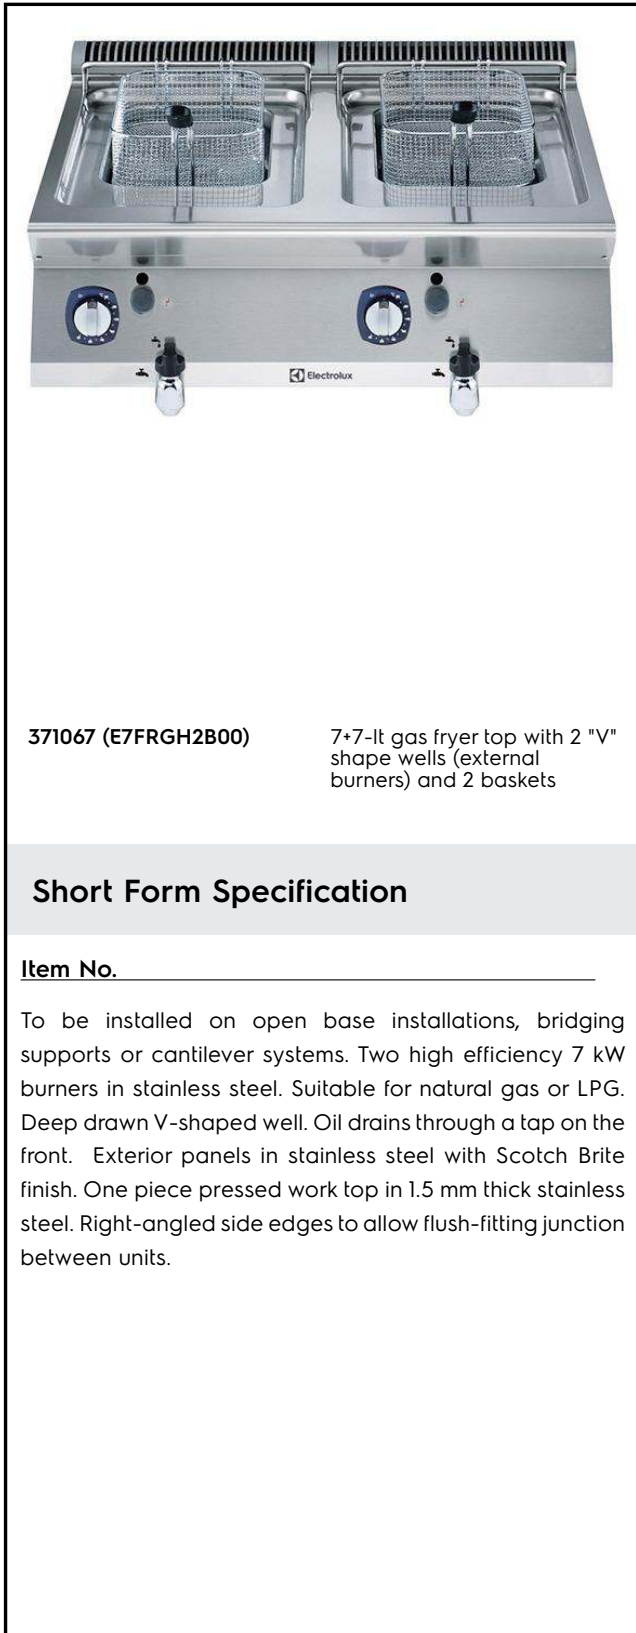 Electrolux
371067 (E7FRGH2B00)
7+7-lt gas fryer top with 2 "V"
shape wells (external
burners) and 2 baskets
Short Form Specification
Item No.
To be installed on open base installations, bridging
supports or cantilever systems. Two high efficiency 7 kW
burners in stainless steel. Suitable for natural gas or LPG.
Deep drawn V-shaped well. Oil drains through a tap on the
front. Exterior panels in stainless steel with Scotch Brite
finish. One piece pressed work top in 1.5 mm thick stainless
steel. Right-angled side edges to allow flush-fitting junction
between units.